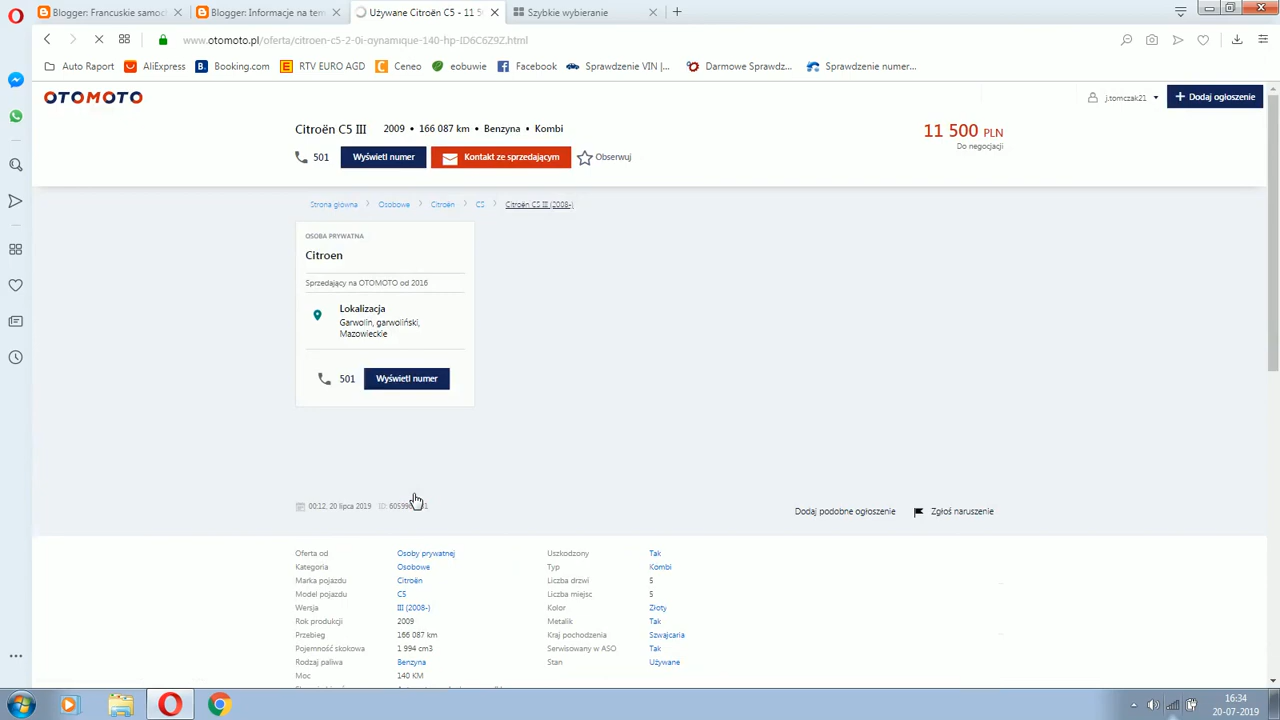 Blogger: Francuskie samoc
Blogger: Informacje na tem
Używane Citroën C5 - 11 5
Szybkie wybieranie
www.otomoto.pl/oferta/citroen-c5-2-0i-dynamique-140-hp-ID6C6Z9Z.html
Auto Raport
AliExpress
Booking.com
RTV EURO AGD
Ceneo
eobuwie
Facebook
Sprawdzenie VIN |...
Darmowe Sprawdz...
Sprawdzenie numer...
OTOMOTO
j.tomczak21
Dodaj ogłoszenie
Citroën C5 III 2009 • 166 087 km • Benzyna • Kombi
11 500 PLN
Do negocjacji
501 Wyświetl numer Kontakt ze sprzedającym Obserwuj
Strona główna Osobowe Citroën C5 Citroën C5 III (2008-)
OSOBA PRYWATNA
Citroen
Sprzedający na OTOMOTO od 2016
Lokalizacja
Garwolin, garwoliński,
Mazowieckie
501 Wyświetl numer
00:12, 20 lipca 2019 ID:
Dodaj podobne ogłoszenie Zgłoś naruszenie
Oferta od Osoby prywatnej Uszkodzony Tak
Kategoria Osobowe Typ Kombi
Marka pojazdu Citroën Liczba drzwi 5
Model pojazdu C5 Liczba miejsc 5
Wersja III (2008-) Kolor Złoty
Rok produkcji 2009 Metalik Tak
Przebieg 166 087 km Kraj pochodzenia Szwajcaria
Pojemność skokowa 1 994 cm3 Serwisowany w ASO Tak
Rodzaj paliwa Benzyna Stan Używane
Moc 140 KM
16:34
20-07-2019